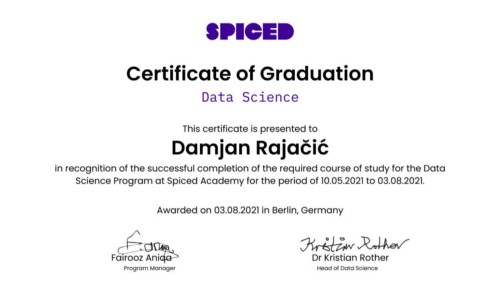 SPICED
Certificate of Graduation
Data Science
This certificate is presented to
Damjan Rajačić
in recognition of the successful completion of the required course of study for the Data
Science Program at Spiced Academy for the period of 10.05.2021 to 03.08.2021.
Awarded on 03.08.2021 in Berlin, Germany
Kristian Rother
Fairooz Aniqa
Dr Kristian Rother
Program Manager
Head of Data Science